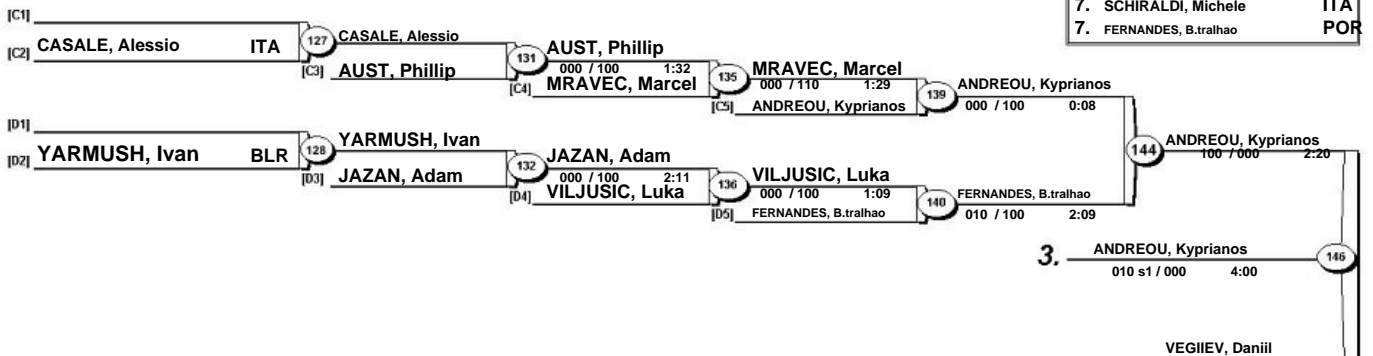 7. SCHIRALDI, Michele ITA
7. FERNANDES, B.tralhao POR
[C1]
[C2] CASALE, Alessio ITA
127
CASALE, Alessio
[C3] AUST, Phillip
131
AUST, Phillip
000 / 100 1:32
[C4] MRAVEC, Marcel
135
MRAVEC, Marcel
000 / 110 1:29
[C5] ANDREOU, Kyprianos
139
ANDREOU, Kyprianos
000 / 100 0:08
[D1]
[D2] YARMUSH, Ivan BLR
128
YARMUSH, Ivan
[D3] JAZAN, Adam
132
JAZAN, Adam
000 / 100 2:11
[D4] VILJUSIC, Luka
136
VILJUSIC, Luka
000 / 100 1:09
[D5] FERNANDES, B.tralhao
140
FERNANDES, B.tralhao
010 / 100 2:09
144
ANDREOU, Kyprianos
100 / 000 2:20
3. ANDREOU, Kyprianos
010 s1 / 000 4:00
146
VEGIIEV, Daniil